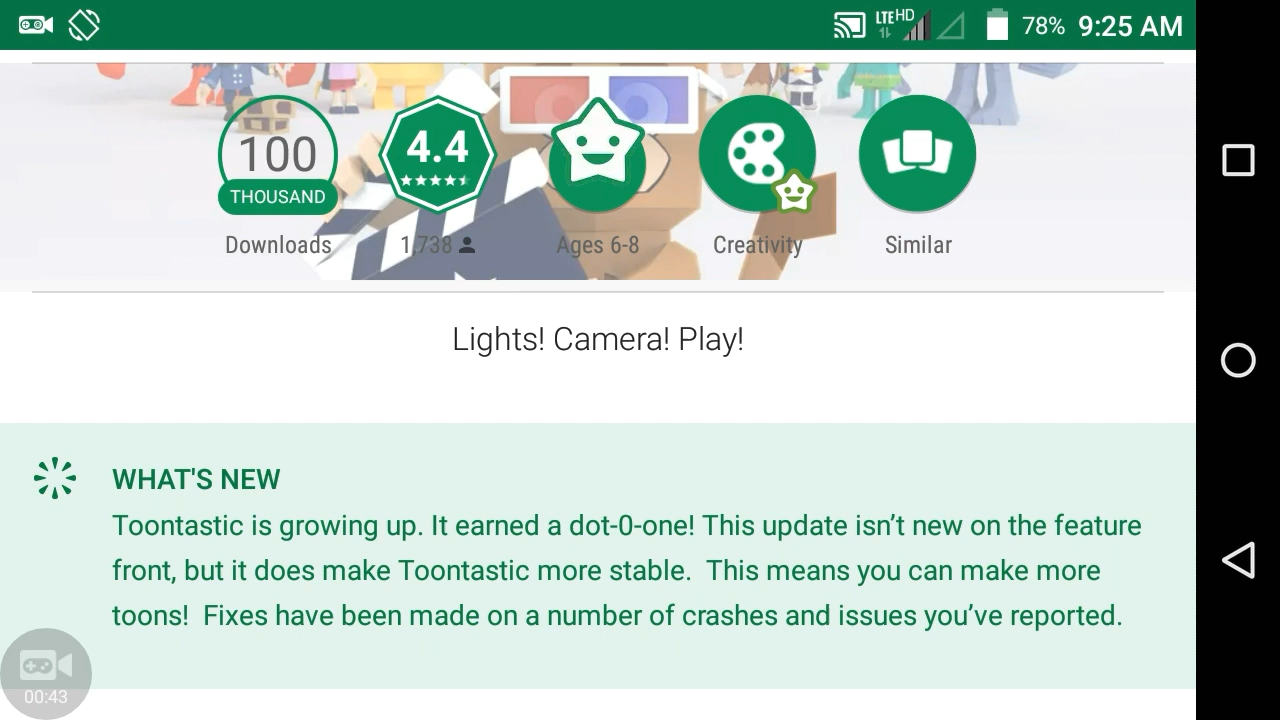 LTE HD 78% 9:25 AM
100
THOUSAND
4.4
Downloads 1,738 Ages 6-8 Creativity Similar
Lights! Camera! Play!
WHAT'S NEW
Toontastic is growing up. It earned a dot-0-one! This update isn’t new on the feature
front, but it does make Toontastic more stable.  This means you can make more
toons!  Fixes have been made on a number of crashes and issues you’ve reported.
00:43